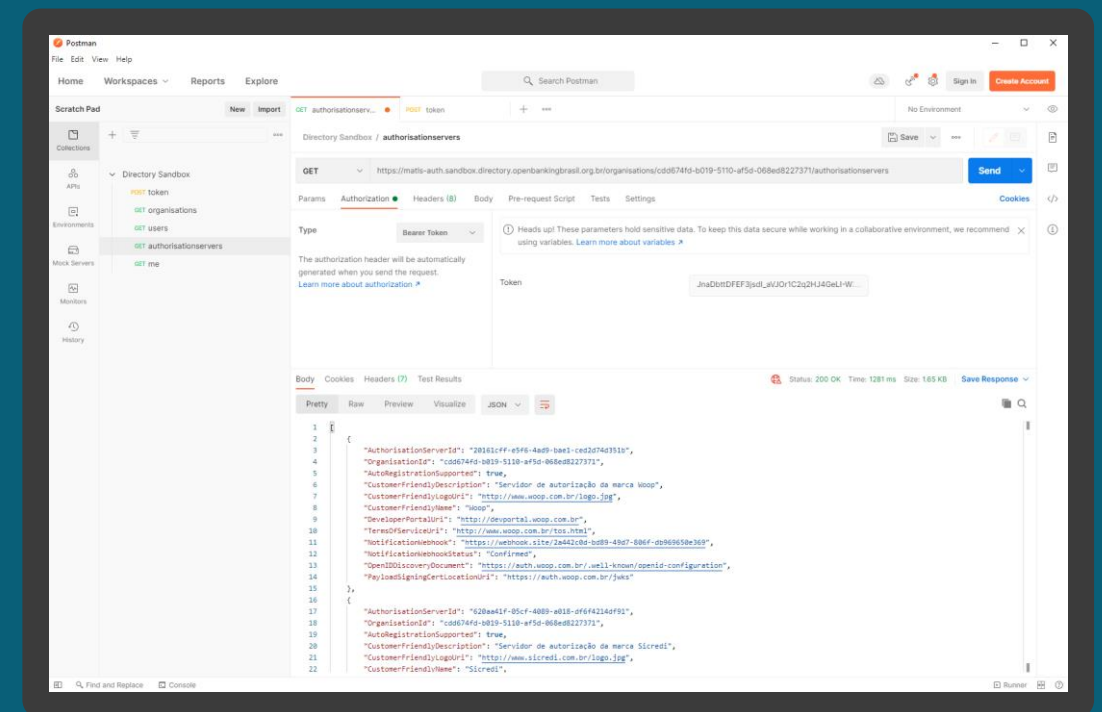 Postman
File Edit View Help
Home Workspaces Reports Explore Search Postman Sign In Create Account
Scratch Pad New Import GET authorisationserv... POST token + ... No Environment
Directory Sandbox / authorisationservers Save
Collections
APIs
Environments
Mock Servers
Monitors
History
Directory Sandbox
POST token
GET organisations
GET users
GET authorisationservers
GET me
GET https://matls-auth.sandbox.directory.openbankingbrasil.org.br/organisations/cdd674fd-b019-5110-af5d-068ed8227371/authorisationservers Send
Params Authorization Headers (8) Body Pre-request Script Tests Settings Cookies
Type Bearer Token
The authorization header will be automatically
generated when you send the request.
Learn more about authorization
Heads up! These parameters hold sensitive data. To keep this data secure while working in a collaborative environment, we recommend
using variables. Learn more about variables
Token
Body Cookies Headers (7) Test Results Status: 200 OK Time: 1281 ms Size: 1.65 KB Save Response
Pretty Raw Preview Visualize JSON
1 [
2 {
3 "AuthorisationServerId": "20161cff-e5f6-4ad9-bae1-ced2d74d351b",
4 "OrganisationId": "cdd674fd-b019-5110-af5d-068ed8227371",
5 "AutoRegistrationSupported": true,
6 "CustomerFriendlyDescription": "Servidor de autorização da marca Woop",
7 "CustomerFriendlyLogoUri": "http://www.woop.com.br/logo.jpg",
8 "CustomerFriendlyName": "Woop",
9 "DeveloperPortalUri": "http://devportal.woop.com.br",
10 "TermsOfServiceUri": "http://www.woop.com.br/tos.html",
11 "NotificationWebhook": "https://webhook.site/2a442c0d-bd89-49d7-806f-db969650e369",
12 "NotificationWebhookStatus": "Confirmed",
13 "OpenIDDiscoveryDocument": "https://auth.woop.com.br/.well-known/openid-configuration",
14 "PayloadSigningCertLocationUri": "https://auth.woop.com.br/jwks"
15 },
16 {
17 "AuthorisationServerId": "620aa41f-05cf-4089-a018-df6f4214df91",
18 "OrganisationId": "cdd674fd-b019-5110-af5d-068ed8227371",
19 "AutoRegistrationSupported": true,
20 "CustomerFriendlyDescription": "Servidor de autorização da marca Sicredi",
21 "CustomerFriendlyLogoUri": "http://www.sicredi.com.br/logo.jpg",
22 "CustomerFriendlyName": "Sicredi",
Find and Replace Console Runner